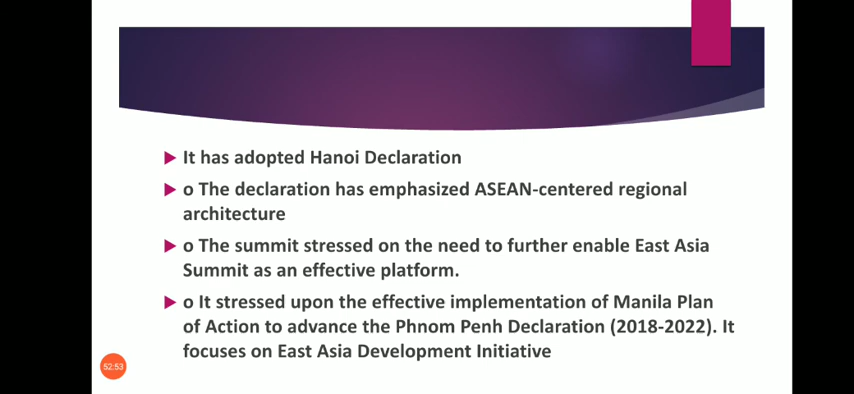 It has adopted Hanoi Declaration
o The declaration has emphasized ASEAN-centered regional
architecture
o The summit stressed on the need to further enable East Asia
Summit as an effective platform.
o It stressed upon the effective implementation of Manila Plan
of Action to advance the Phnom Penh Declaration (2018-2022). It
focuses on East Asia Development Initiative
52:53